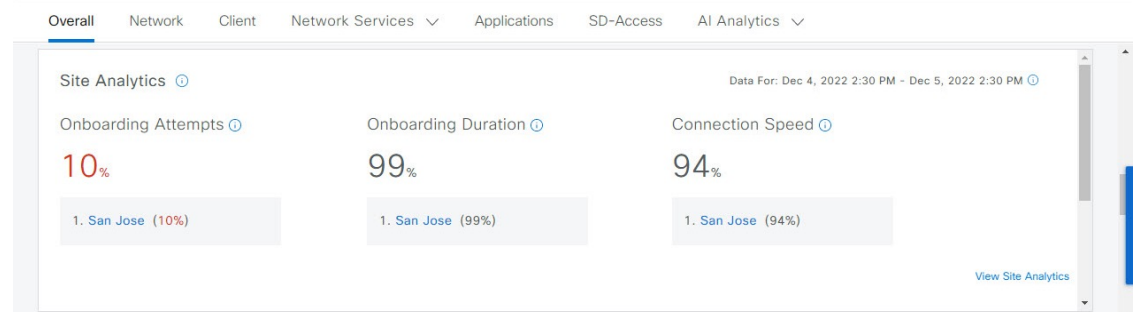 Overall Network Client Network Services Applications SD-Access AI Analytics
Site Analytics
Data For: Dec 4, 2022 2:30 PM - Dec 5, 2022 2:30 PM
Onboarding Attempts Onboarding Duration Connection Speed
10% 99% 94%
1. San Jose (10%) 1. San Jose (99%) 1. San Jose (94%)
View Site Analytics